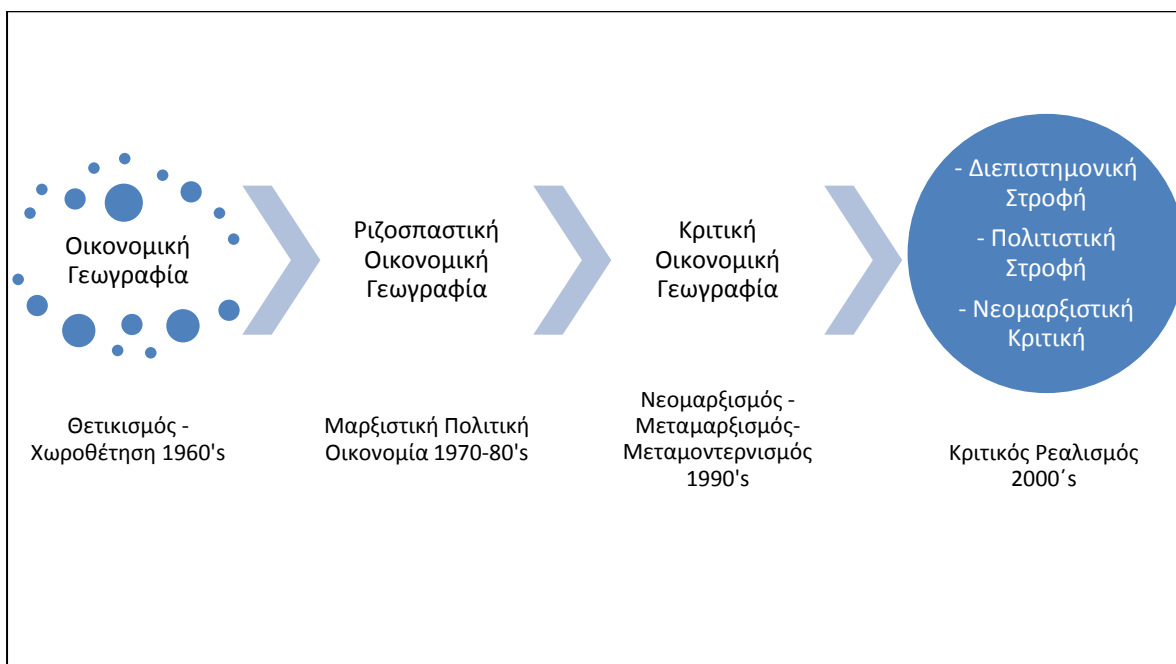 Οικονομική
Γεωγραφία
Θετικισμός -
Χωροθέτηση 1960's
Ριζοσπαστική
Οικονομική
Γεωγραφία
Μαρξιστική Πολιτική
Οικονομία 1970-80's
Κριτική
Οικονομική
Γεωγραφία
Νεομαρξισμός -
Μεταμαρξισμός-
Μεταμοντερνισμός
1990's
- Διεπιστημονική
Στροφή
- Πολιτιστική
Στροφή
- Νεομαρξιστική
Κριτική
Κριτικός Ρεαλισμός
2000΄s